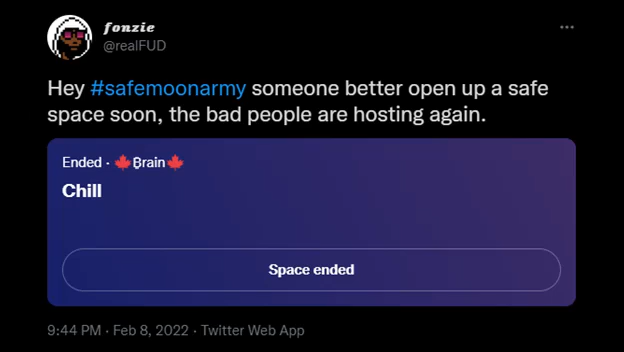 fonzie
@realFUD
Hey #safemoonarmy someone better open up a safe
space soon, the bad people are hosting again.
Ended · 🍁₿rain🍁
Chill
Space ended
9:44 PM · Feb 8, 2022 · Twitter Web App